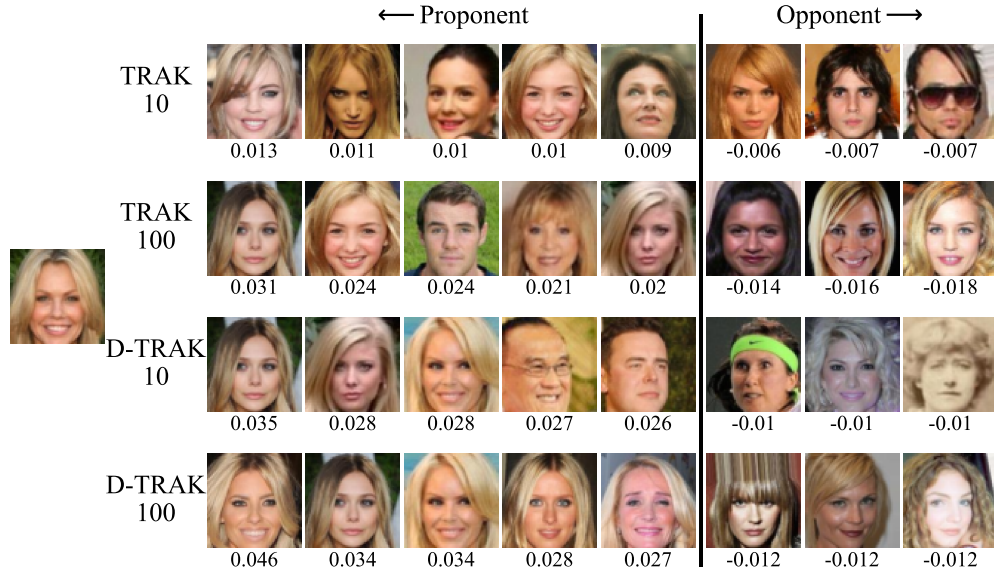 ← Proponent
Opponent →
TRAK
10
0.013 0.011 0.01 0.01 0.009 -0.006 -0.007 -0.007
TRAK
100
0.031 0.024 0.024 0.021 0.02 -0.014 -0.016 -0.018
D-TRAK
10
0.035 0.028 0.028 0.027 0.026 -0.01 -0.01 -0.01
D-TRAK
100
0.046 0.034 0.034 0.028 0.027 -0.012 -0.012 -0.012